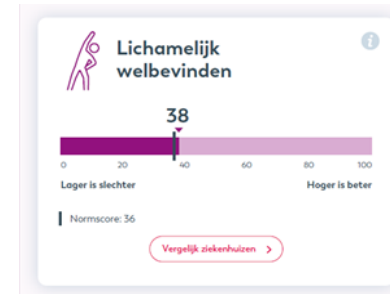 Lichamelijk
welbevinden
i
38
0 20 40 60 80 100
Lager is slechter Hoger is beter
Normscore: 36
Vergelijk ziekenhuizen >